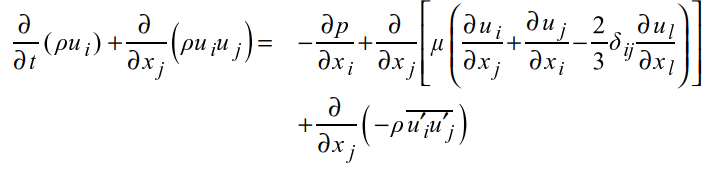 ∂/∂t (ρu_i) + ∂/∂x_j (ρu_i u_j) = −∂p/∂x_i + ∂/∂x_j [μ(∂u_i/∂x_j + ∂u_j/∂x_i − 2/3 δ_ij ∂u_l/∂x_l)]
+ ∂/∂x_j (−ρ\overline{u′_i u′_j})